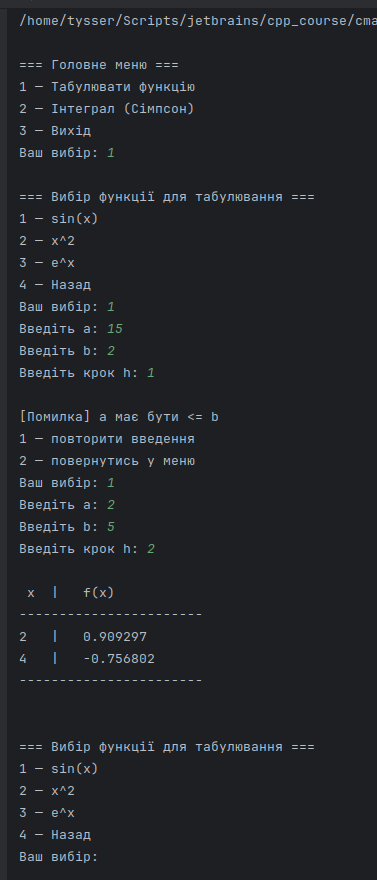 /home/tysser/Scripts/jetbrains/cpp_course/cma
=== Головне меню ===
1 — Табулювати функцію
2 — Інтеграл (Сімпсон)
3 — Вихід
Ваш вибір: 1
=== Вибір функції для табулювання ===
1 — sin(x)
2 — x^2
3 — e^x
4 — Назад
Ваш вибір: 1
Введіть a: 15
Введіть b: 2
Введіть крок h: 1
[Помилка] a має бути <= b
1 — повторити введення
2 — повернутись у меню
Ваш вибір: 1
Введіть a: 2
Введіть b: 5
Введіть крок h: 2
x | f(x)
-----------------------
2 | 0.909297
4 | -0.756802
-----------------------
=== Вибір функції для табулювання ===
1 — sin(x)
2 — x^2
3 — e^x
4 — Назад
Ваш вибір: